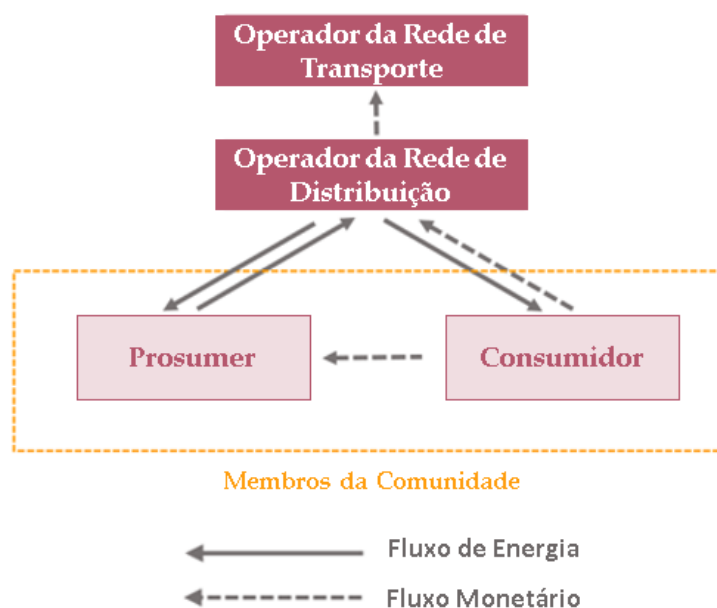 Operador da Rede de
Transporte
Operador da Rede de
Distribuição
Prosumer
Consumidor
Membros da Comunidade
Fluxo de Energia
Fluxo Monetário